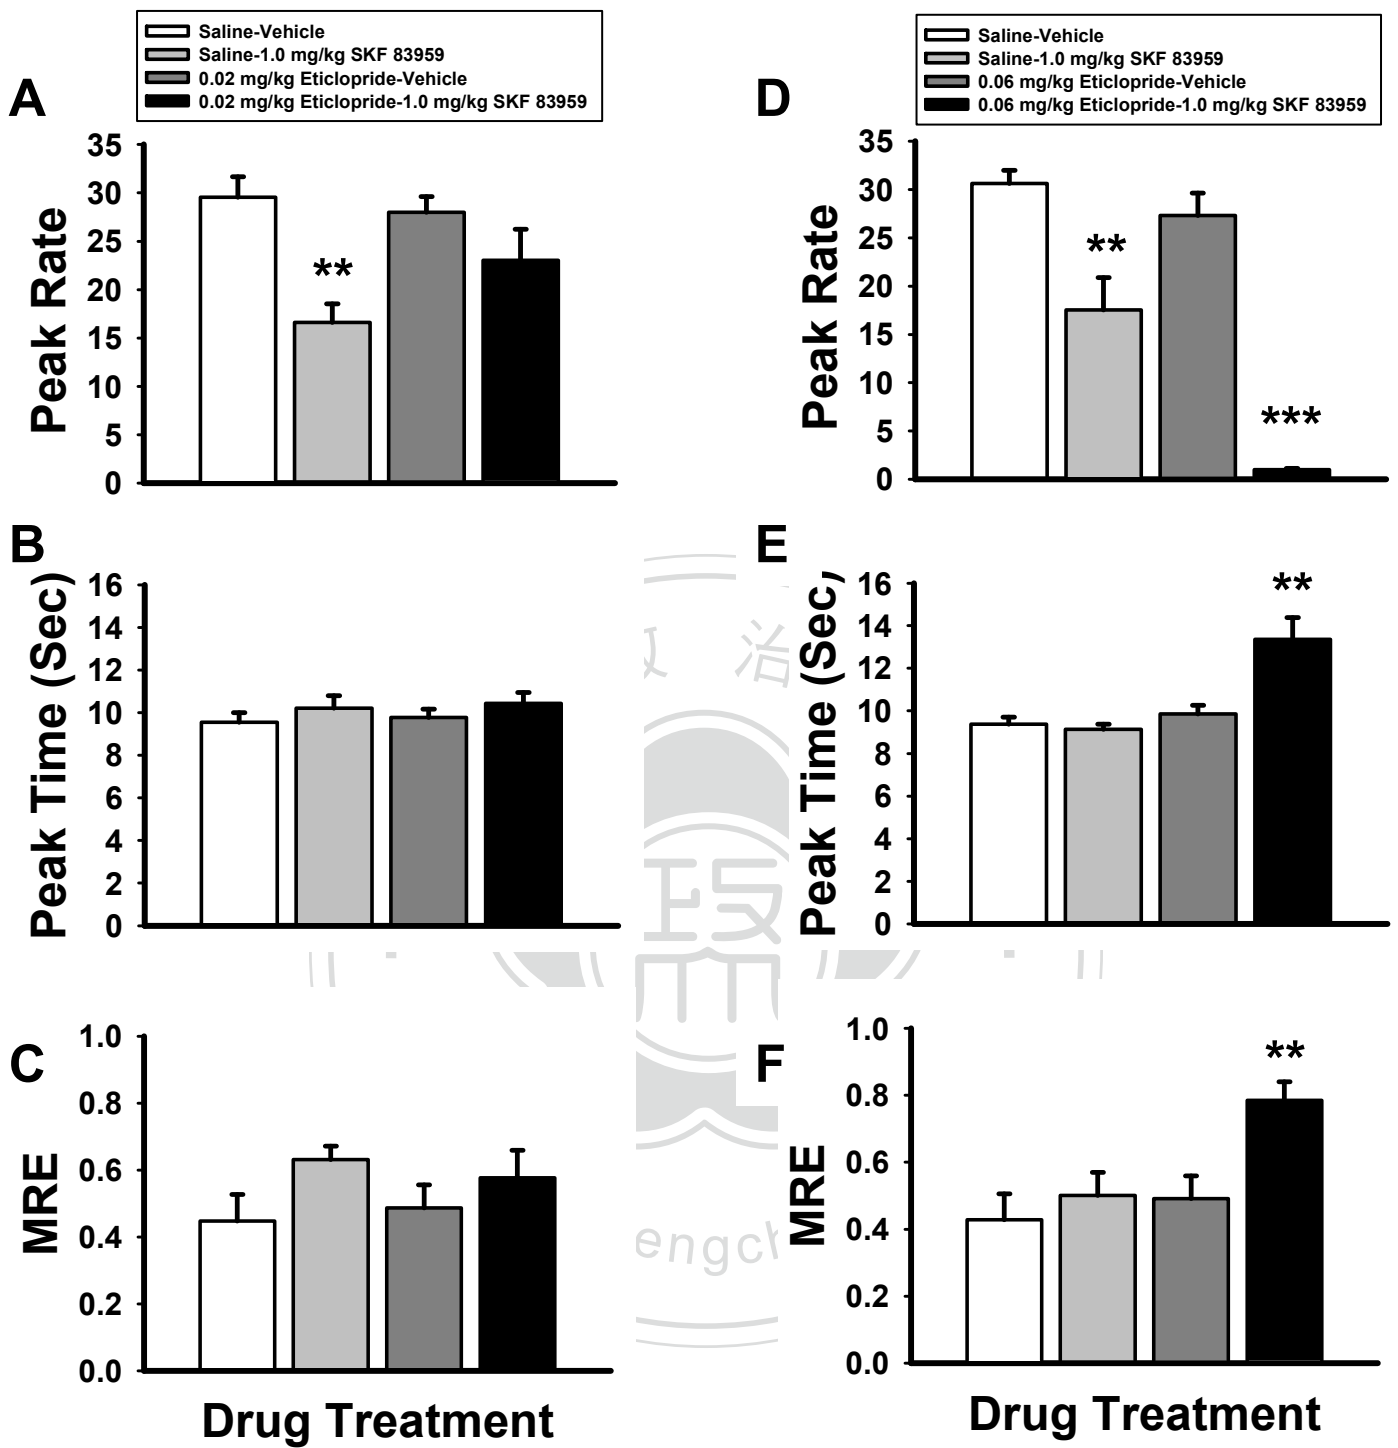 Saline-Vehicle
Saline-1.0 mg/kg SKF 83959
0.02 mg/kg Eticlopride-Vehicle
0.02 mg/kg Eticlopride-1.0 mg/kg SKF 83959
A
Peak Rate
35
30
25
20
15
10
5
0
**
B
Peak Time (Sec)
16
14
12
10
8
6
4
2
0
C
MRE
1.0
0.8
0.6
0.4
0.2
0.0
Drug Treatment
Saline-Vehicle
Saline-1.0 mg/kg SKF 83959
0.06 mg/kg Eticlopride-Vehicle
0.06 mg/kg Eticlopride-1.0 mg/kg SKF 83959
D
Peak Rate
35
30
25
20
15
10
5
0
**
***
E
Peak Time (Sec)
16
14
12
10
8
6
4
2
0
**
F
MRE
1.0
0.8
0.6
0.4
0.2
0.0
**
Drug Treatment
治
engch